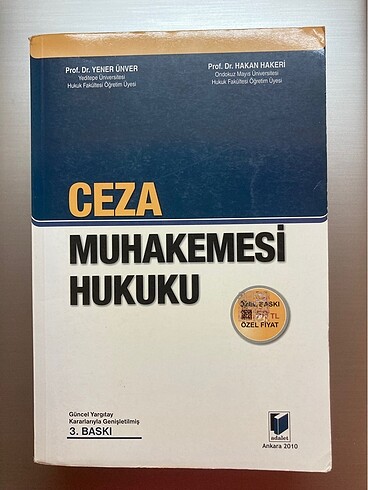 Prof. Dr. YENER ÜNVER
Yeditepe Üniversitesi
Hukuk Fakültesi Öğretim Üyesi
Prof. Dr. HAKAN HAKERİ
Ondokuz Mayıs Üniversitesi
Hukuk Fakültesi Öğretim Üyesi
CEZA
MUHAKEMESİ
HUKUKU
BASKI
TL
ÖZEL FİYAT
Güncel Yargıtay
Kararlarıyla Genişletilmiş
3. BASKI
adalet
Ankara 2010